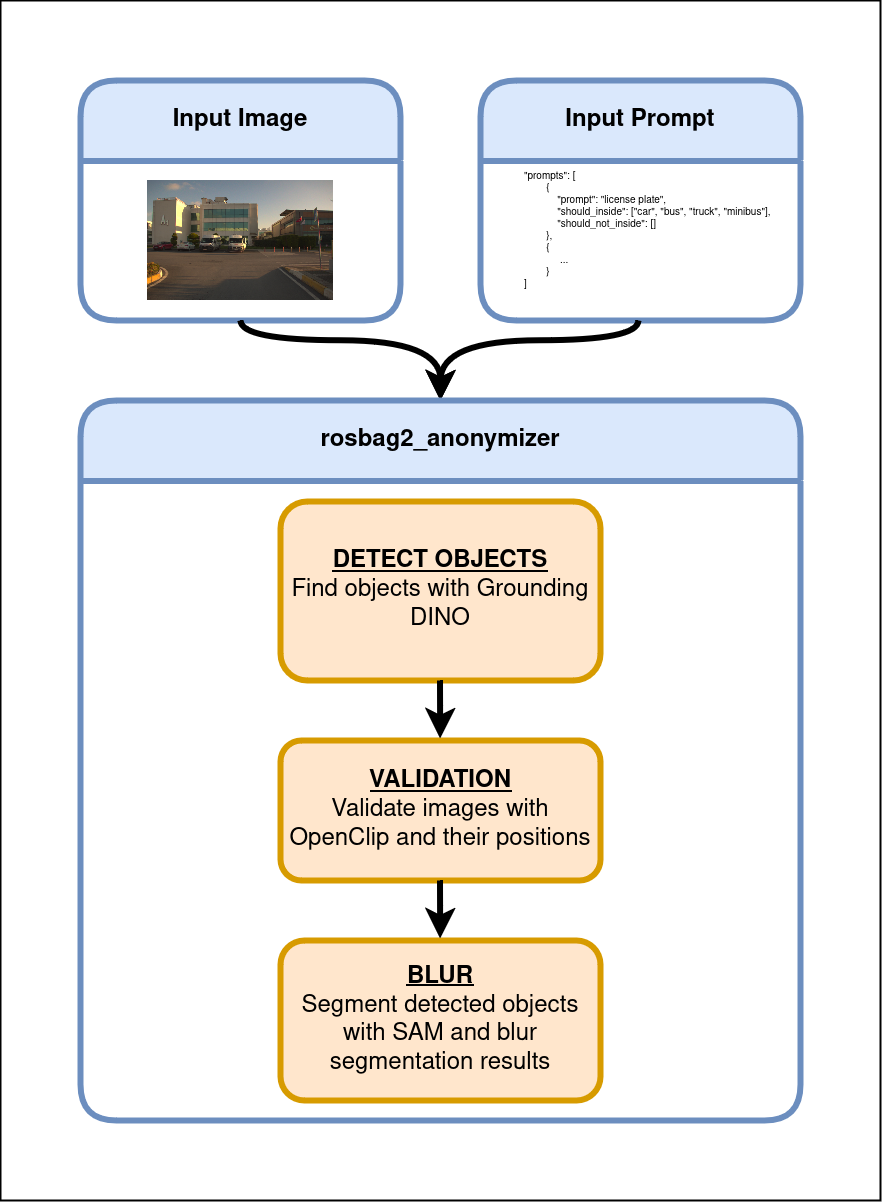 Input Image
Input Prompt
"prompts": [
{
"prompt": "license plate",
"should_inside": ["car", "bus", "truck", "minibus"],
"should_not_inside": []
},
{
...
}
]
rosbag2_anonymizer
DETECT OBJECTS
Find objects with Grounding
DINO
VALIDATION
Validate images with
OpenClip and their positions
BLUR
Segment detected objects
with SAM and blur
segmentation results